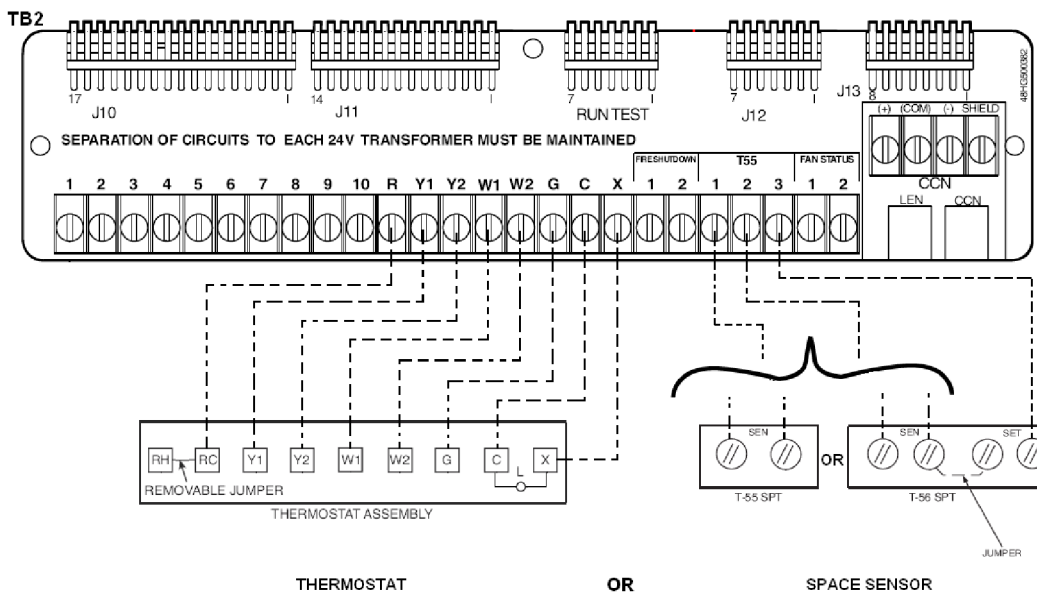 TB2
48HG500382
17 J10 I
14 J11 I
7 RUN TEST I
7 J12 I
J13 8 I
SEPARATION OF CIRCUITS TO EACH 24V TRANSFORMER MUST BE MAINTAINED
(+) (COM) (-) SHIELD
CCN
LEN CCN
FIRE SHUTDOWN T55 FAN STATUS
1 2 3 4 5 6 7 8 9 10 R Y1 Y2 W1 W2 G C X 1 2 1 2 3 1 2
RH RC Y1 Y2 W1 W2 G C L X
REMOVABLE JUMPER
THERMOSTAT ASSEMBLY
SEN
T-55 SPT
OR
SEN SET
T-56 SPT
JUMPER
THERMOSTAT OR SPACE SENSOR